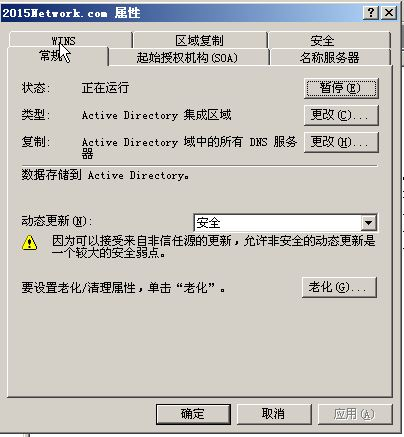 2015Network.com 属性
WINS 区域复制 安全
常规 起始授权机构(SOA) 名称服务器
状态: 正在运行 暂停(E)
类型: Active Directory 集成区域 更改(C)...
复制: Active Directory 域中的所有 DNS 服务器 更改(H)...
数据存储到 Active Directory。
动态更新(N): 安全
因为可以接受来自非信任源的更新,允许非安全的动态更新是
一个较大的安全弱点。
要设置老化/清理属性,单击“老化”。 老化(G)...
确定 取消 应用(A)